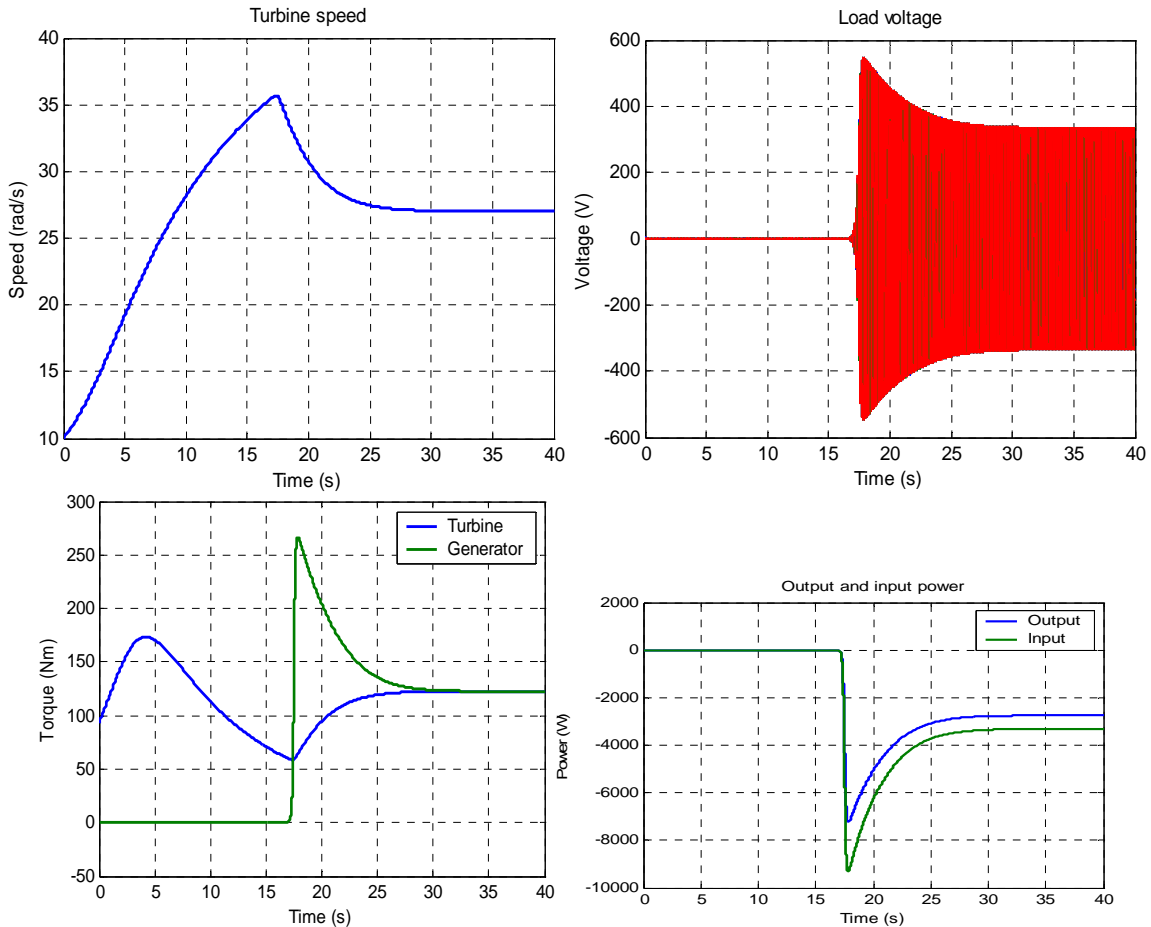 Turbine speed
40
35
30
25
20
15
10
Speed (rad/s)
0 5 10 15 20 25 30 35 40
Time (s)
Load voltage
600
400
200
0
-200
-400
-600
Voltage (V)
0 5 10 15 20 25 30 35 40
Time (s)
300
250
200
150
100
50
0
-50
Torque (Nm)
Turbine
Generator
0 5 10 15 20 25 30 35 40
Time (s)
Output and input power
2000
0
-2000
-4000
-6000
-8000
-10000
Power (W)
Output
Input
0 5 10 15 20 25 30 35 40
Time (s)